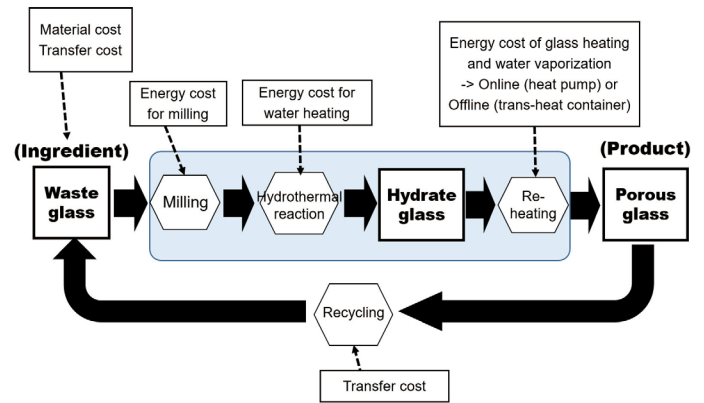 Material cost
Transfer cost
Energy cost
for milling
Energy cost for
water heating
Energy cost of glass heating
and water vaporization
-> Online (heat pump) or
Offline (trans-heat container)
(Ingredient)
(Product)
Waste
glass
Milling
Hydrothermal
reaction
Hydrate
glass
Re-
heating
Porous
glass
Recycling
Transfer cost